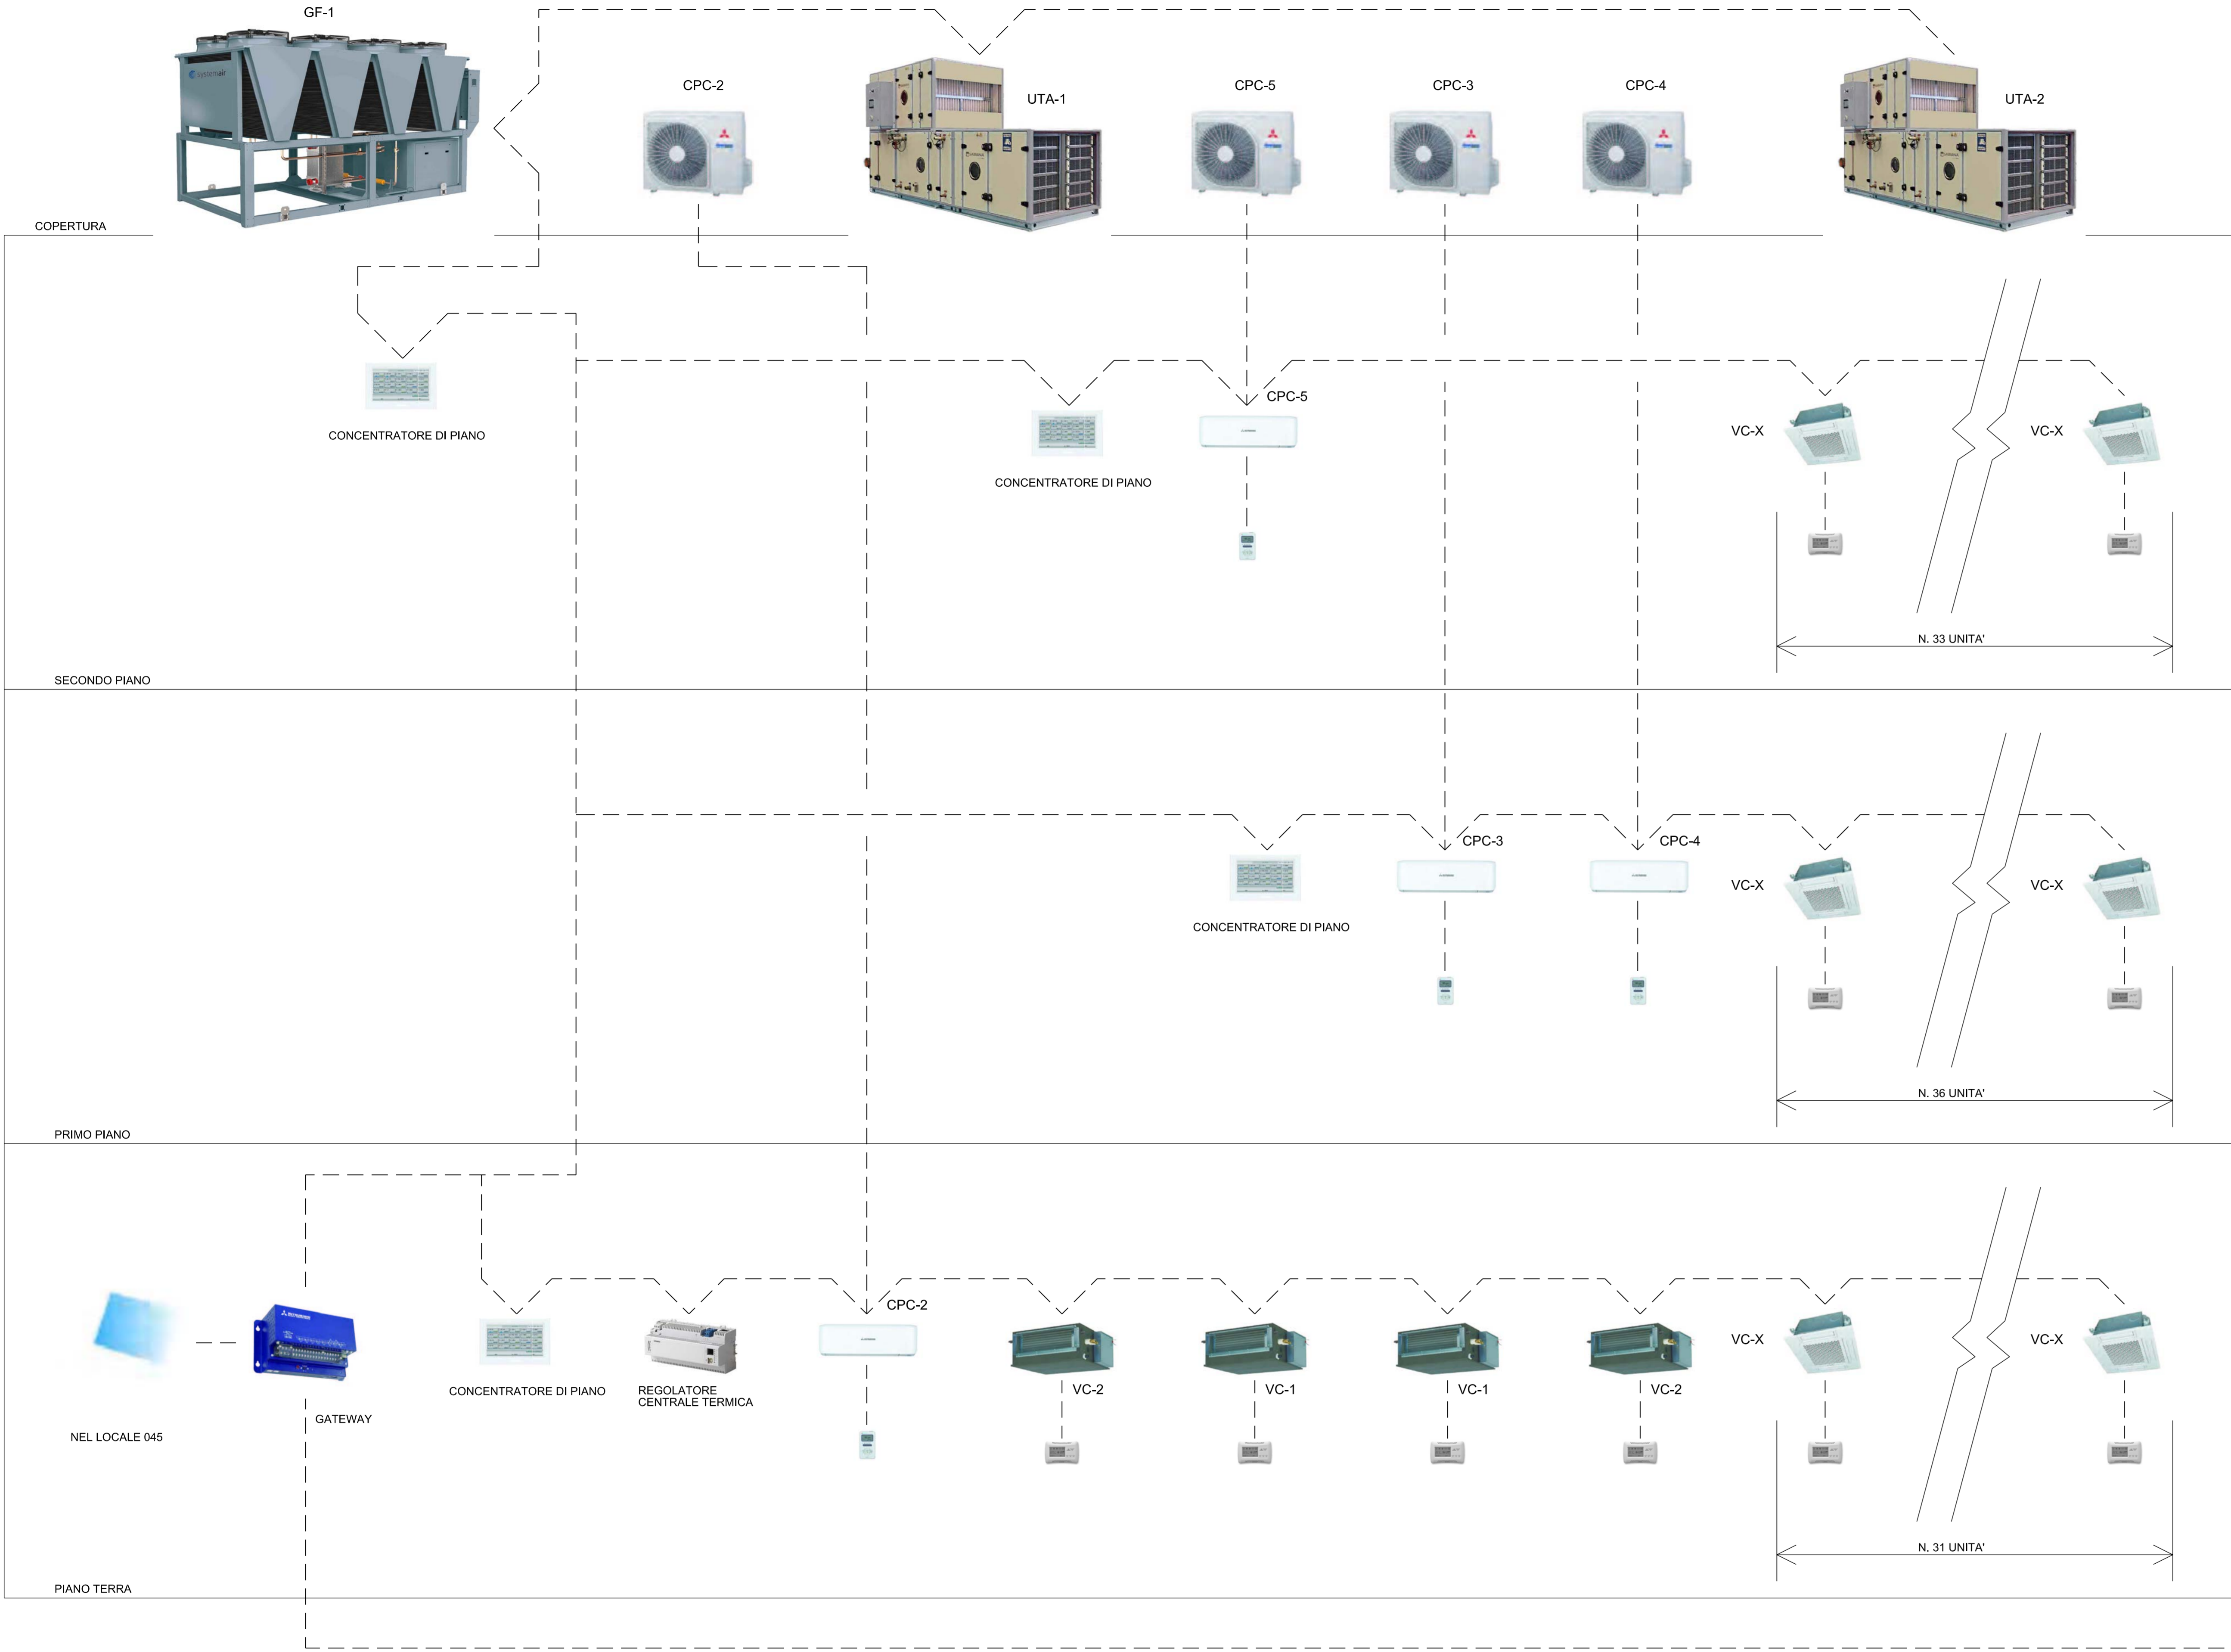 GF-1
systemair
CPC-2
UTA-1
CPC-5
CPC-3
CPC-4
UTA-2
COPERTURA
CONCENTRATORE DI PIANO
CONCENTRATORE DI PIANO
CPC-5
VC-X
VC-X
N. 33 UNITA'
SECONDO PIANO
CONCENTRATORE DI PIANO
CPC-3
CPC-4
VC-X
VC-X
N. 36 UNITA'
PRIMO PIANO
NEL LOCALE 045
GATEWAY
CONCENTRATORE DI PIANO
REGOLATORE
CENTRALE TERMICA
CPC-2
VC-2
VC-1
VC-1
VC-2
VC-X
VC-X
N. 31 UNITA'
PIANO TERRA